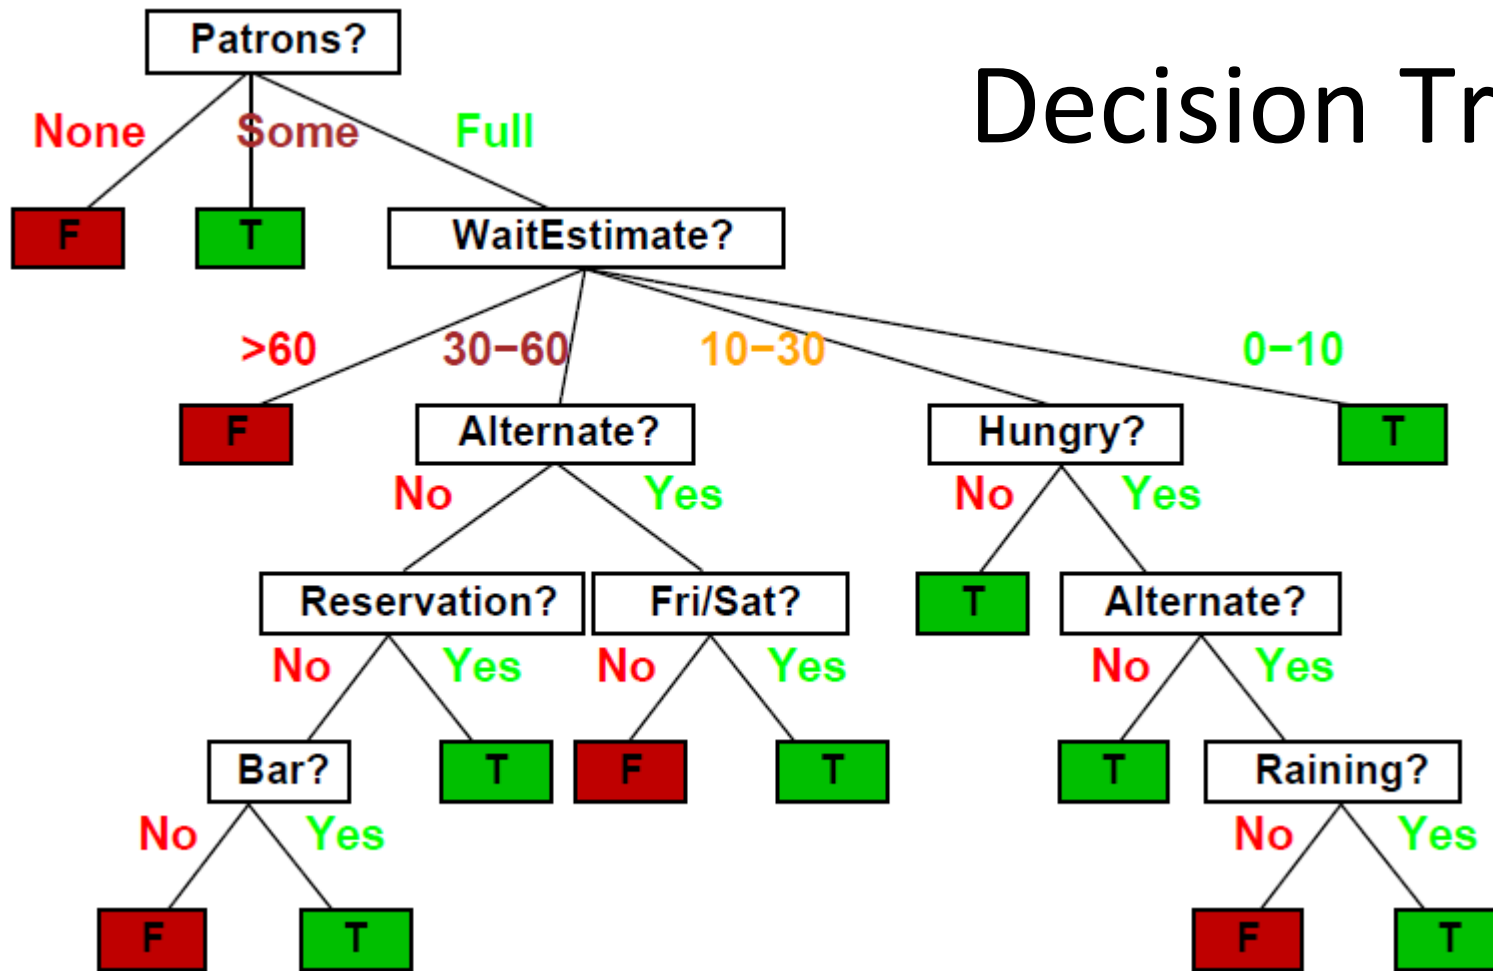 Patrons?
Decision Tr
None Some Full
F T WaitEstimate?
>60 30−60 10−30 0−10
F Alternate? Hungry? T
No Yes No Yes
Reservation? Fri/Sat? T Alternate?
No Yes No Yes No Yes
Bar? T F T T Raining?
No Yes No Yes
F T F T